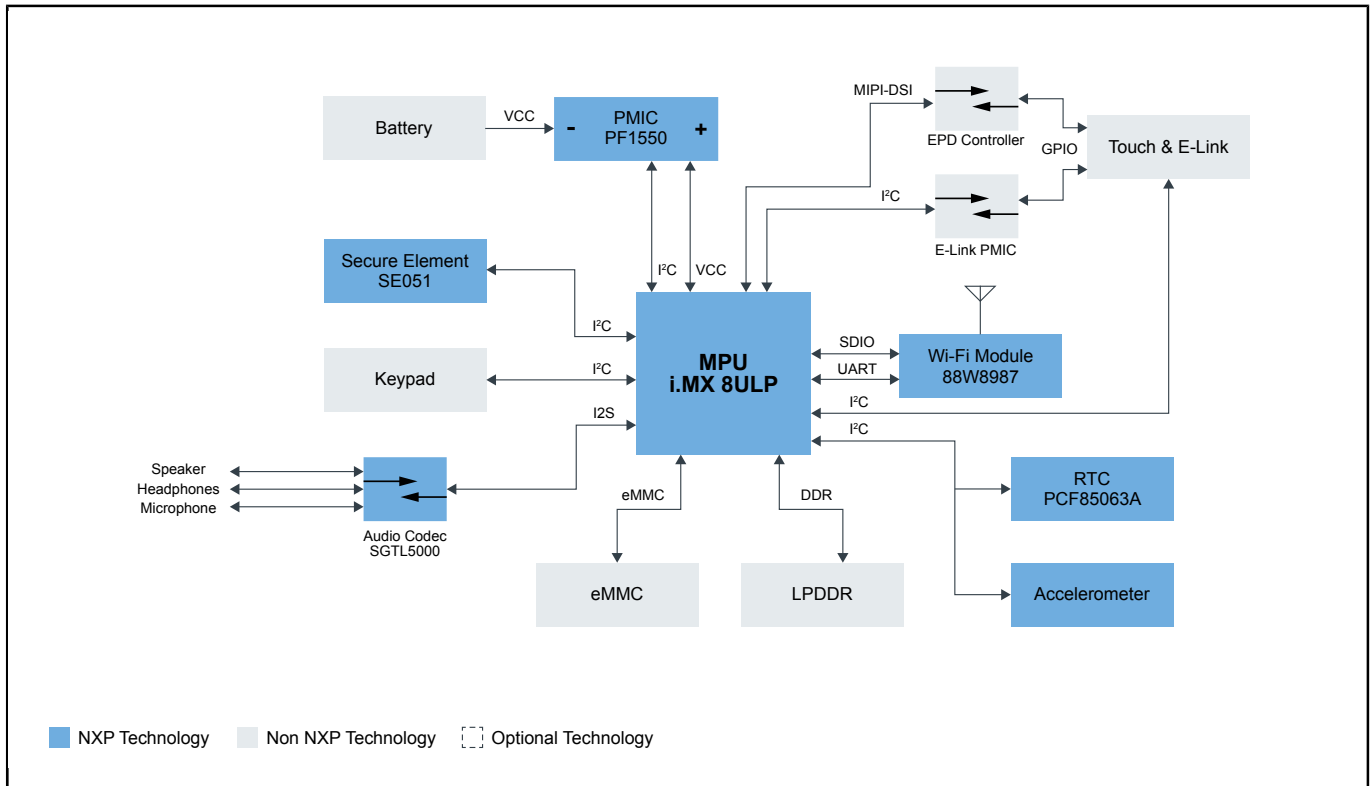 Battery
VCC
PMIC
PF1550
-
+
MIPI-DSI
EPD Controller
GPIO
Touch & E-Link
I²C
E-Link PMIC
Secure Element
SE051
I²C
VCC
I²C
Keypad
I²C
MPU
i.MX 8ULP
SDIO
UART
Wi-Fi Module
88W8987
I²C
I²C
I2S
Speaker
Headphones
Microphone
Audio Codec
SGTL5000
eMMC
DDR
RTC
PCF85063A
eMMC
LPDDR
Accelerometer
NXP Technology
Non NXP Technology
Optional Technology